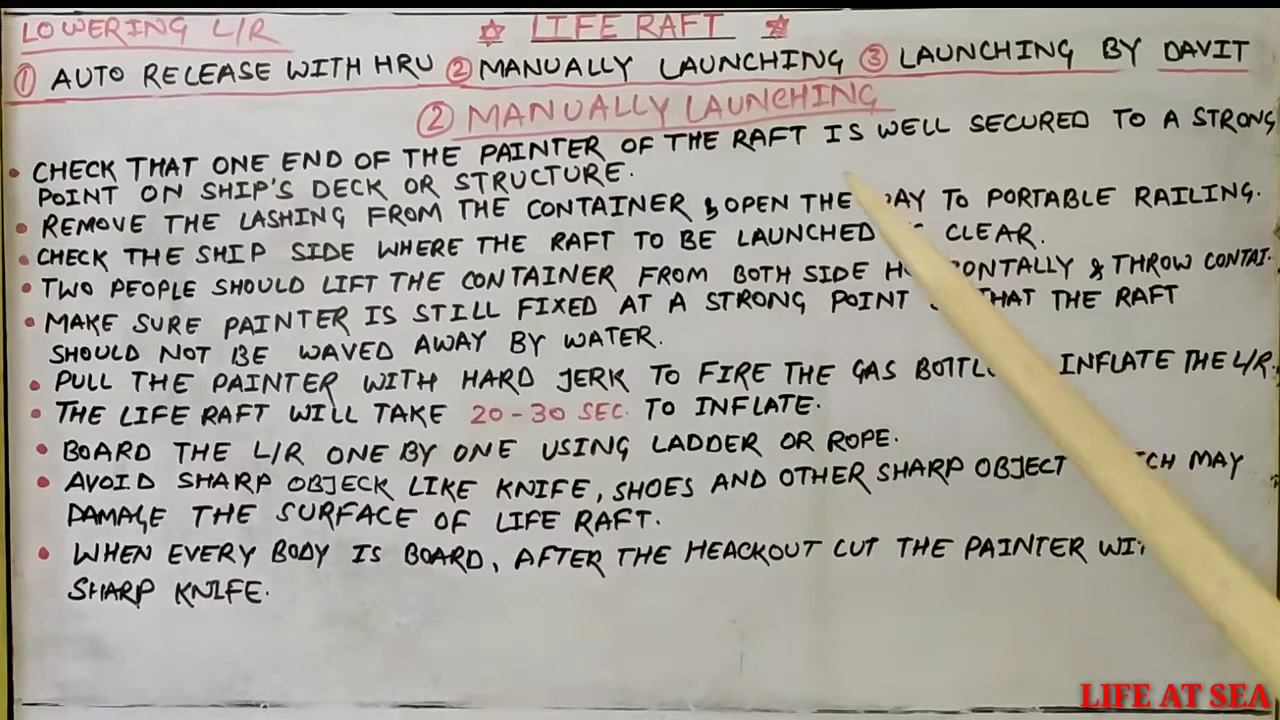 LOWERING L/R
LIFE RAFT
① AUTO RELEASE WITH HRU ② MANUALLY LAUNCHING ③ LAUNCHING BY DAVIT
② MANUALLY LAUNCHING
• CHECK THAT ONE END OF THE PAINTER OF THE RAFT IS WELL SECURED TO A STRONG
POINT ON SHIP'S DECK OR STRUCTURE.
• REMOVE THE LASHING FROM THE CONTAINER & OPEN THE TO PORTABLE RAILING.
• CHECK THE SHIP SIDE WHERE THE RAFT TO BE LAUNCHED CLEAR.
• TWO PEOPLE SHOULD LIFT THE CONTAINER FROM BOTH SIDE & THROW CONTAI.
• MAKE SURE PAINTER IS STILL FIXED AT A STRONG POINT THAT THE RAFT
SHOULD NOT BE WAVED AWAY BY WATER.
• PULL THE PAINTER WITH HARD JERK TO FIRE THE GAS INFLATE THE L/R.
• THE LIFE RAFT WILL TAKE 20-30 SEC. TO INFLATE.
• BOARD THE L/R ONE BY ONE USING LADDER OR ROPE.
• AVOID SHARP OBJECK LIKE KNIFE, SHOES AND OTHER SHARP OBJECT MAY
DAMAGE THE SURFACE OF LIFE RAFT.
• WHEN EVERY BODY IS BOARD, AFTER THE HEACKOUT CUT THE PAINTER
SHARP KNIFE.
LIFE AT SEA